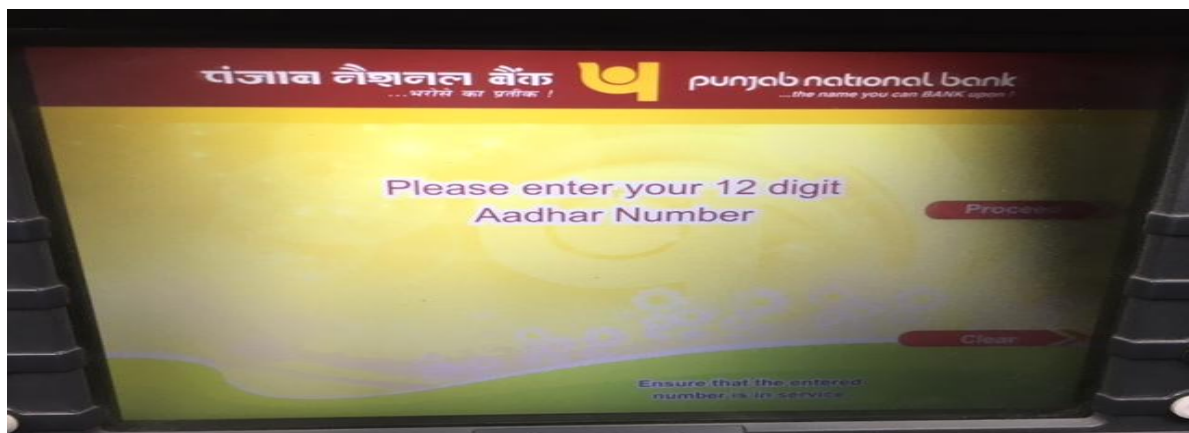 पंजाब नैशनल बैंक
...भरोसे का प्रतीक !
punjab national bank
...the name you can BANK upon !
Please enter your 12 digit
Aadhar Number
Proceed
Clear
Ensure that the entered
number is in service